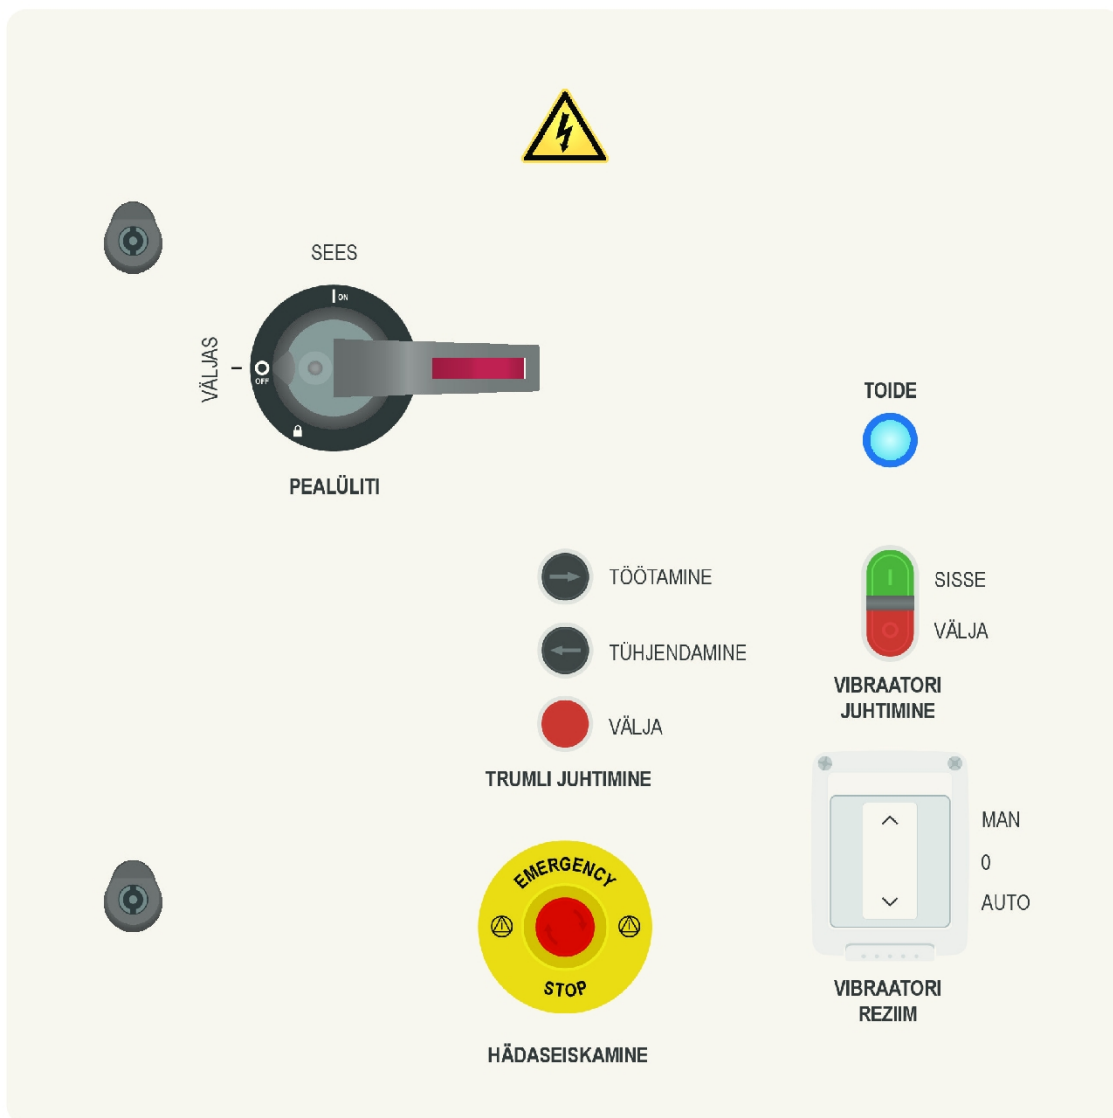 SEES
I ON
VÄLJAS
O
OFF
PEALÜLITI
TOIDE
TÖÖTAMINE
TÜHJENDAMINE
VÄLJA
TRUMLI JUHTIMINE
I
SISSE
O
VÄLJA
VIBRAATORI
JUHTIMINE
MAN
0
AUTO
VIBRAATORI
REZIIM
EMERGENCY
STOP
HÄDASEISKAMINE